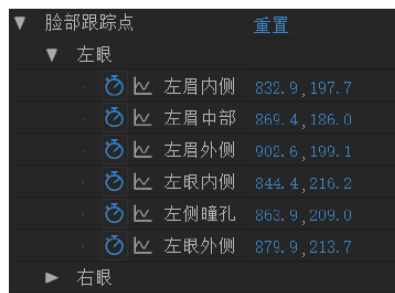 脸部跟踪点 重置
左眼
左眉内侧 832.9,197.7
左眉中部 869.4,186.0
左眉外侧 902.6,199.1
左眼内侧 844.4,216.2
左侧瞳孔 863.9,209.0
左眼外侧 879.9,213.7
右眼